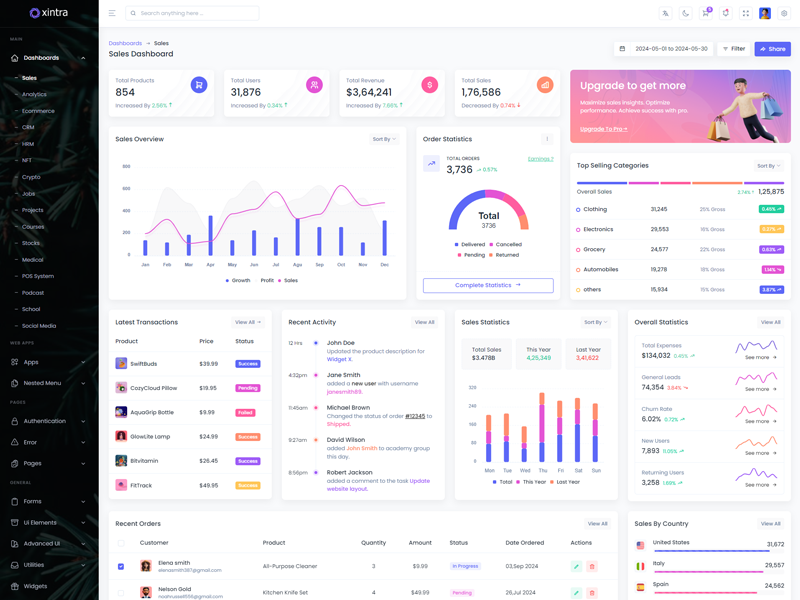 xintra
Search anything here ...
5
MAIN
Dashboards
Sales
Analytics
Ecommerce
CRM
HRM
NFT
Crypto
Jobs
Projects
Courses
Stocks
Medical
POS System
Podcast
School
Social Media
WEB APPS
Apps
Nested Menu
PAGES
Authentication
Error
Pages
GENERAL
Forms
Ui Elements
Advanced Ui
Utilities
Widgets
Dashboards → Sales
Sales Dashboard
2024-05-01 to 2024-05-30
Filter
Share
Total Products
854
Increased By 2.56%
Total Users
31,876
Increased By 0.34%
Total Revenue
$3,64,241
Increased By 7.66%
Total Sales
1,76,586
Decreased By 0.74%
Upgrade to get more
Maximize sales insights. Optimize
performance. Achieve success with pro.
Upgrade To Pro
Sales Overview
Sort By
800
600
400
200
0
Jan Feb Mar Apr May Jun Jul Aga Sep Oct Nov Dec
Growth Profit Sales
Order Statistics
TOTAL ORDERS
3,736 0.57%
Earnings ?
Total
3736
Delivered Cancelled
Pending Returned
Complete Statistics
Top Selling Categories
Sort By
Overall Sales 2.74% 1,25,875
Clothing 31,245 25% Gross 0.45%
Electronics 29,553 16% Gross
Grocery 24,577 22% Gross 0.63%
Automobiles 19,278 18% Gross 1.14%
others 15,934 15% Gross 3.87%
Latest Transactions
View All
Product Price Status
SwiftBuds $39.99 Success
CozyCloud Pillow $19.95 Pending
AquaGrip Bottle $9.99 Failed
GlowLite Lamp $24.99 Success
Bitvitamin $26.45 Success
FitTrack $49.95 Success
Recent Activity
View All
12 Hrs
John Doe
Updated the product description for
Widget X.
4:32pm
Jane Smith
added a new user with username
janesmith89.
11:45am
Michael Brown
Changed the status of order #12345 to
Shipped.
9:27am
David Wilson
added John Smith to academy group
this day.
8:56pm
Robert Jackson
added a comment to the task Update
website layout.
Sales Statistics
Sort By
Total Sales
$3.478B
This Year
4,25,349
Last Year
3,41,622
320
240
160
80
0
Mon Tue Wed Thu Fri Sat Sun
Total This Year Last Year
Overall Statistics
View All
Total Expenses
$134,032 0.45%
See more
General Leads
74,354 3.84%
See more
Churn Rate
6.02% 0.72%
See more
New Users
7,893 11.05%
See more
Returning Users
3,258 1.69%
See more
Recent Orders
View All
Customer Product Quantity Amount Status Date Ordered Actions
Elena smith
elenasmith387@gmail.com
All-Purpose Cleaner 3 $9.99 In Progress 03,Sep 2024
Nelson Gold
noahrussell556@gmail.com
Kitchen Knife Set 4 $49.99 Pending 26,Jul 2024
Sales By Country
View All
United States 31,672
Italy 29,557
Spain 24,562